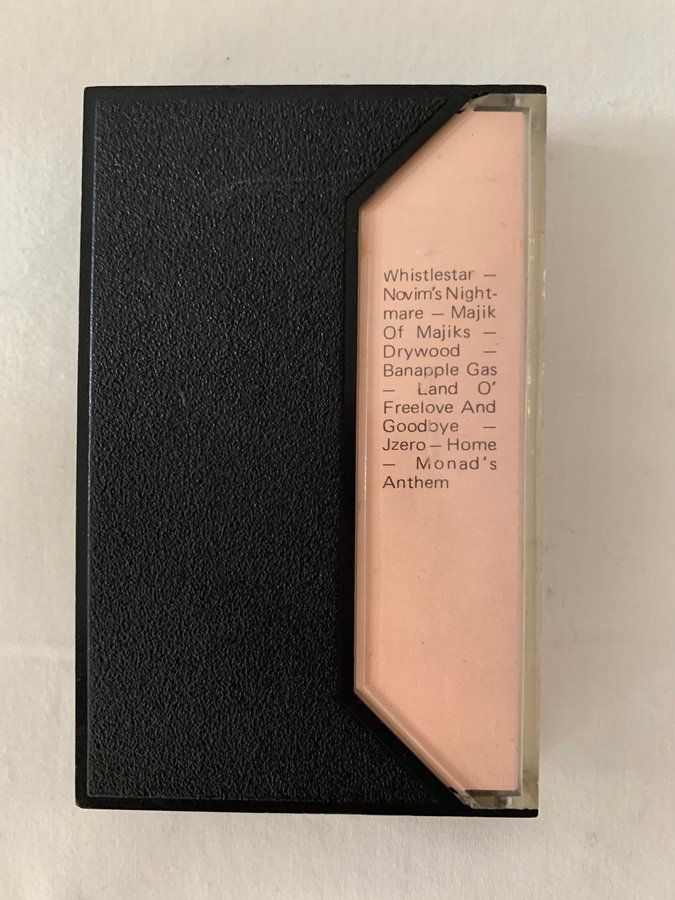 Whistlestar —
Novim's Night-
mare — Majik
Of Majiks —
Drywood —
Banapple Gas
— Land O'
Freelove And
Goodbye —
Jzero — Home
— Monad's
Anthem